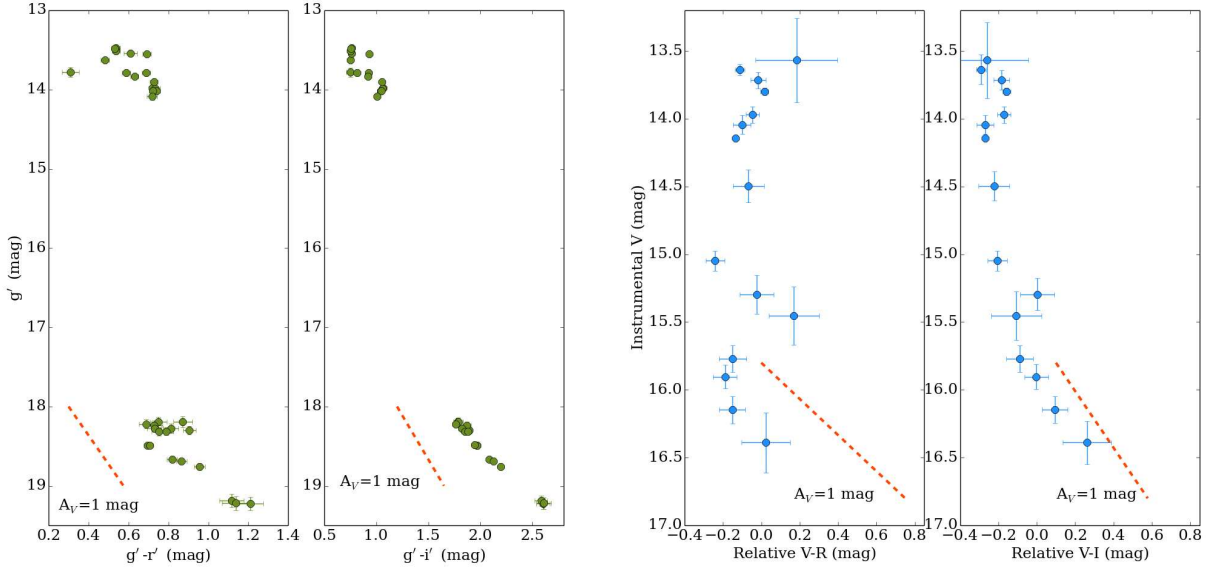 13
14
15
16
17
18
19
g′ (mag)
A_V=1 mag
0.2 0.4 0.6 0.8 1.0 1.2 1.4
g′-r′ (mag)
13
14
15
16
17
18
19
A_V=1 mag
0.5 1.0 1.5 2.0 2.5
g′-i′ (mag)
13.5
14.0
14.5
15.0
15.5
16.0
16.5
17.0
Instrumental V (mag)
A_V=1 mag
−0.4 −0.2 0.0 0.2 0.4 0.6 0.8
Relative V-R (mag)
13.5
14.0
14.5
15.0
15.5
16.0
16.5
17.0
A_V=1 mag
−0.4 −0.2 0.0 0.2 0.4 0.6 0.8
Relative V-I (mag)